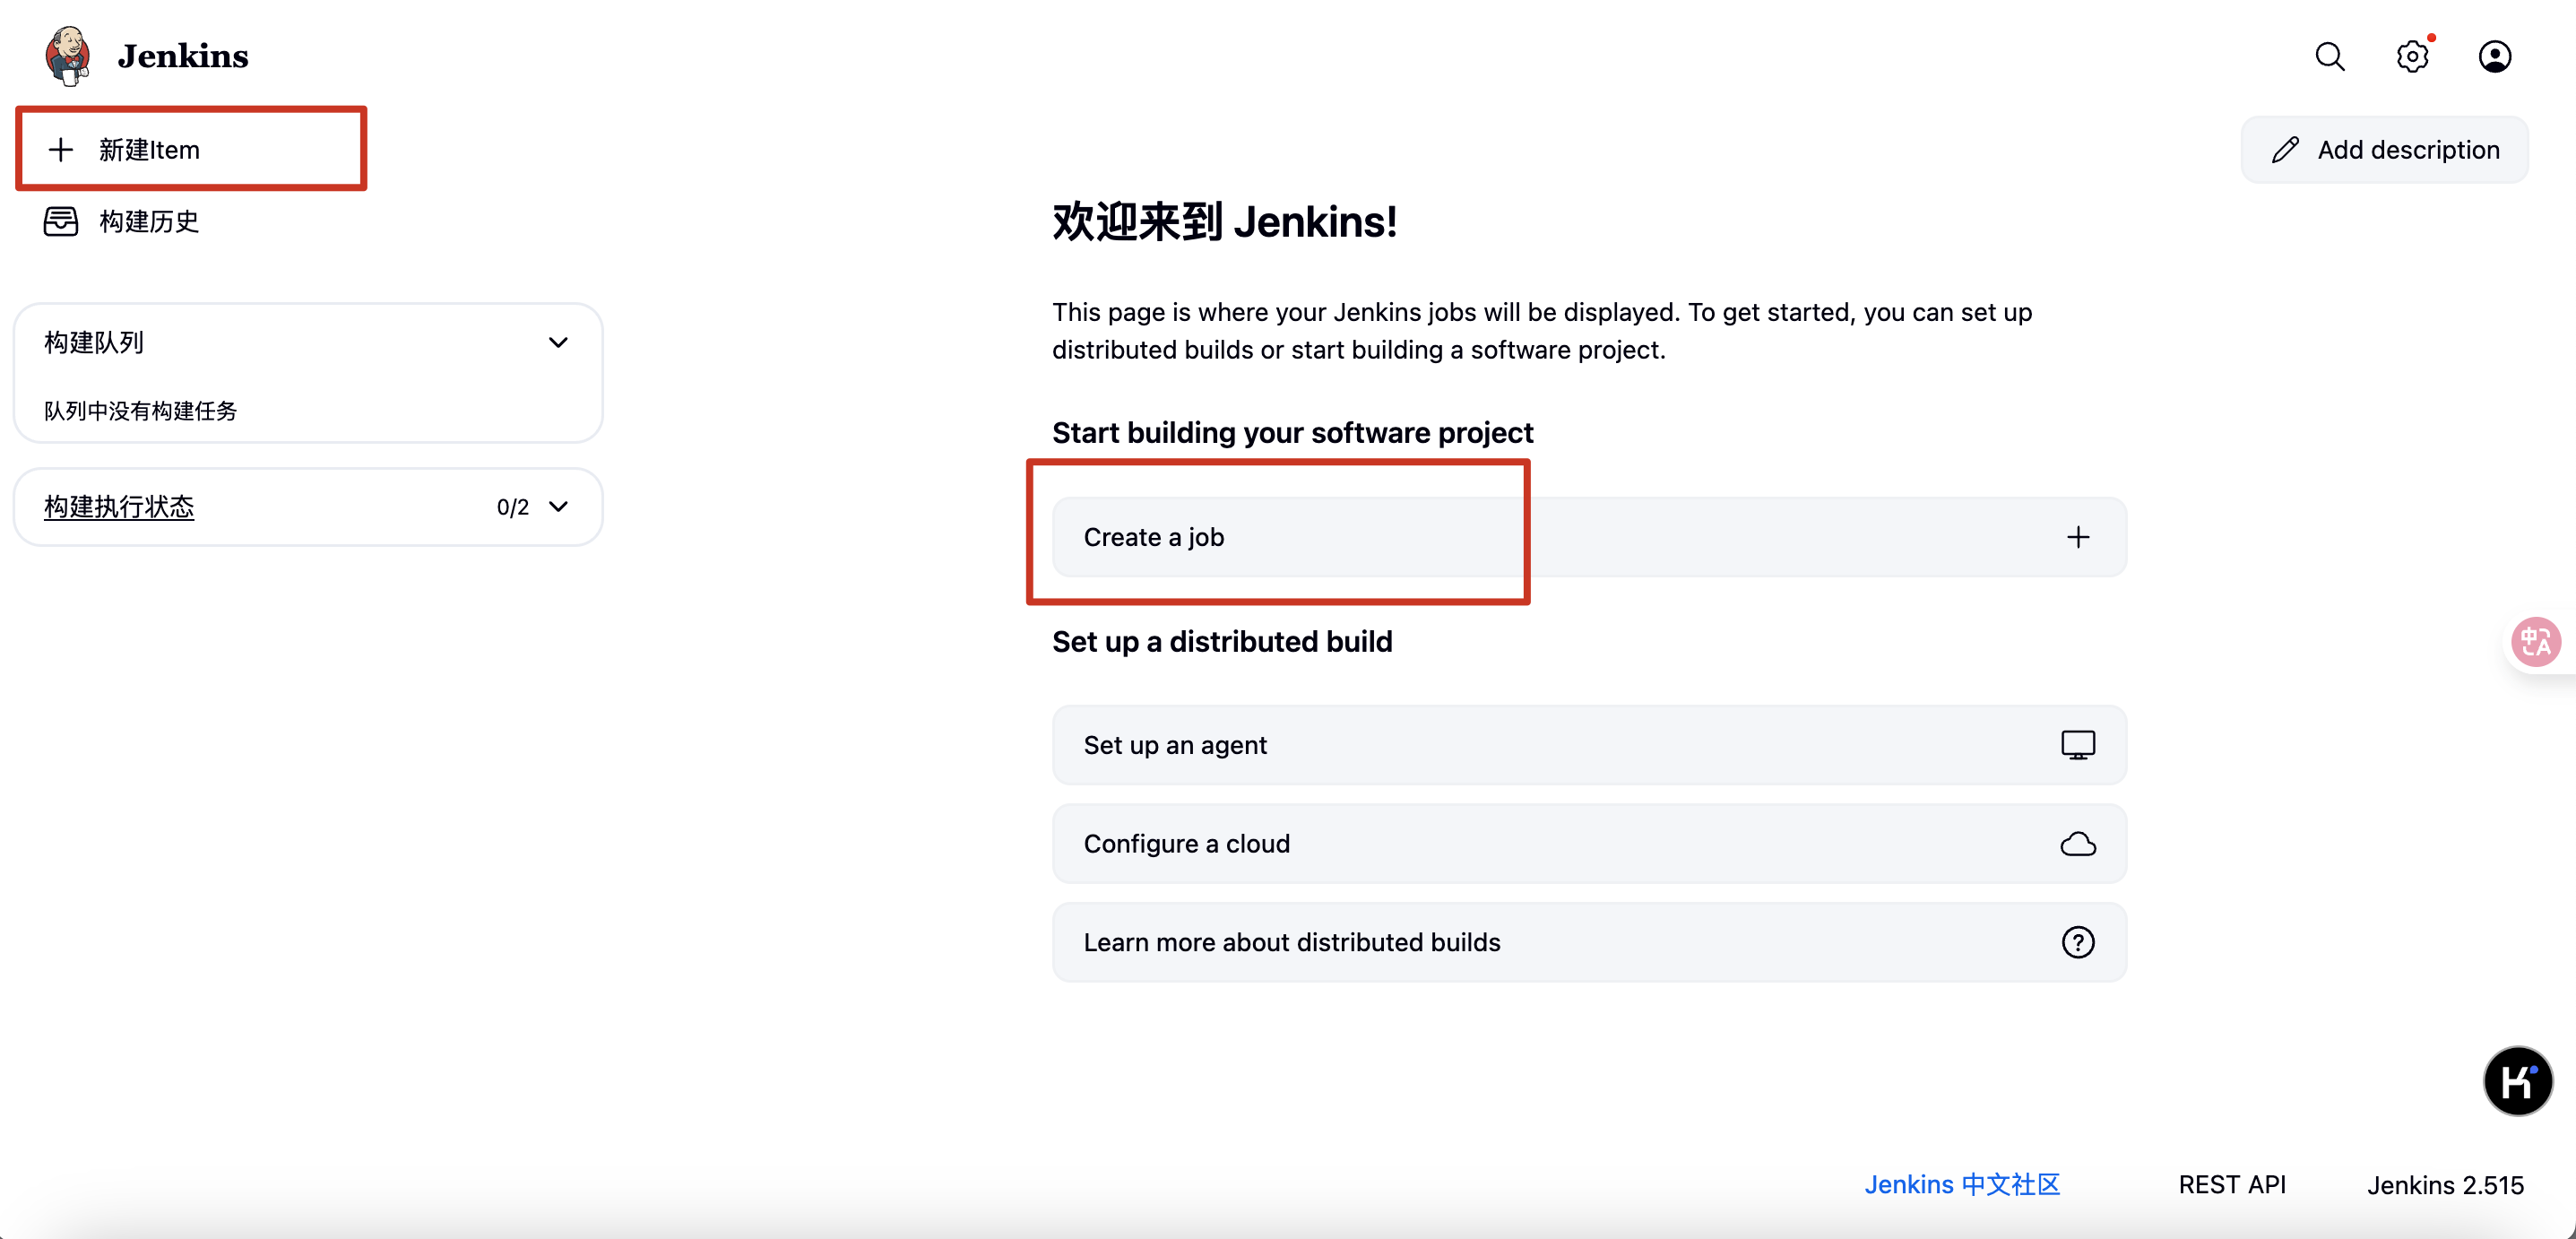 Jenkins
新建Item
Add description
构建历史
欢迎来到 Jenkins!
This page is where your Jenkins jobs will be displayed. To get started, you can set up
distributed builds or start building a software project.
构建队列
队列中没有构建任务
构建执行状态
0/2
Start building your software project
Create a job
Set up a distributed build
Set up an agent
Configure a cloud
Learn more about distributed builds
中A
K
Jenkins 中文社区
REST API
Jenkins 2.515